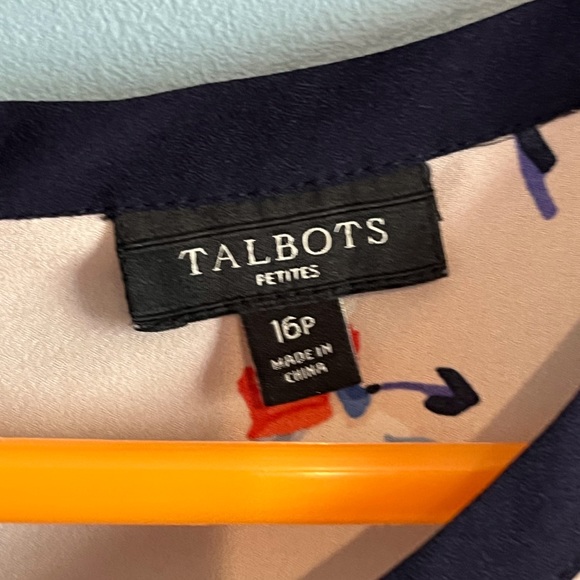 TALBOTS
PETITES
16P
MADE IN
CHINA